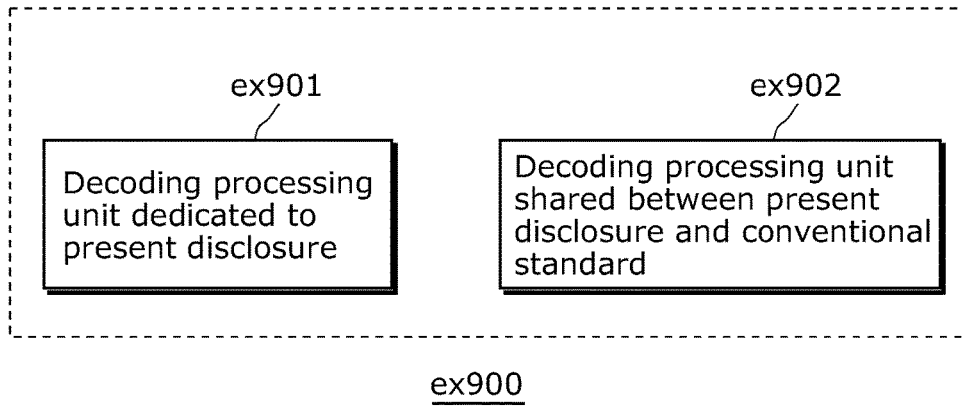 ex901
ex902
Decoding processing
unit dedicated to
present disclosure
Decoding processing unit
shared between present
disclosure and conventional
standard
ex900